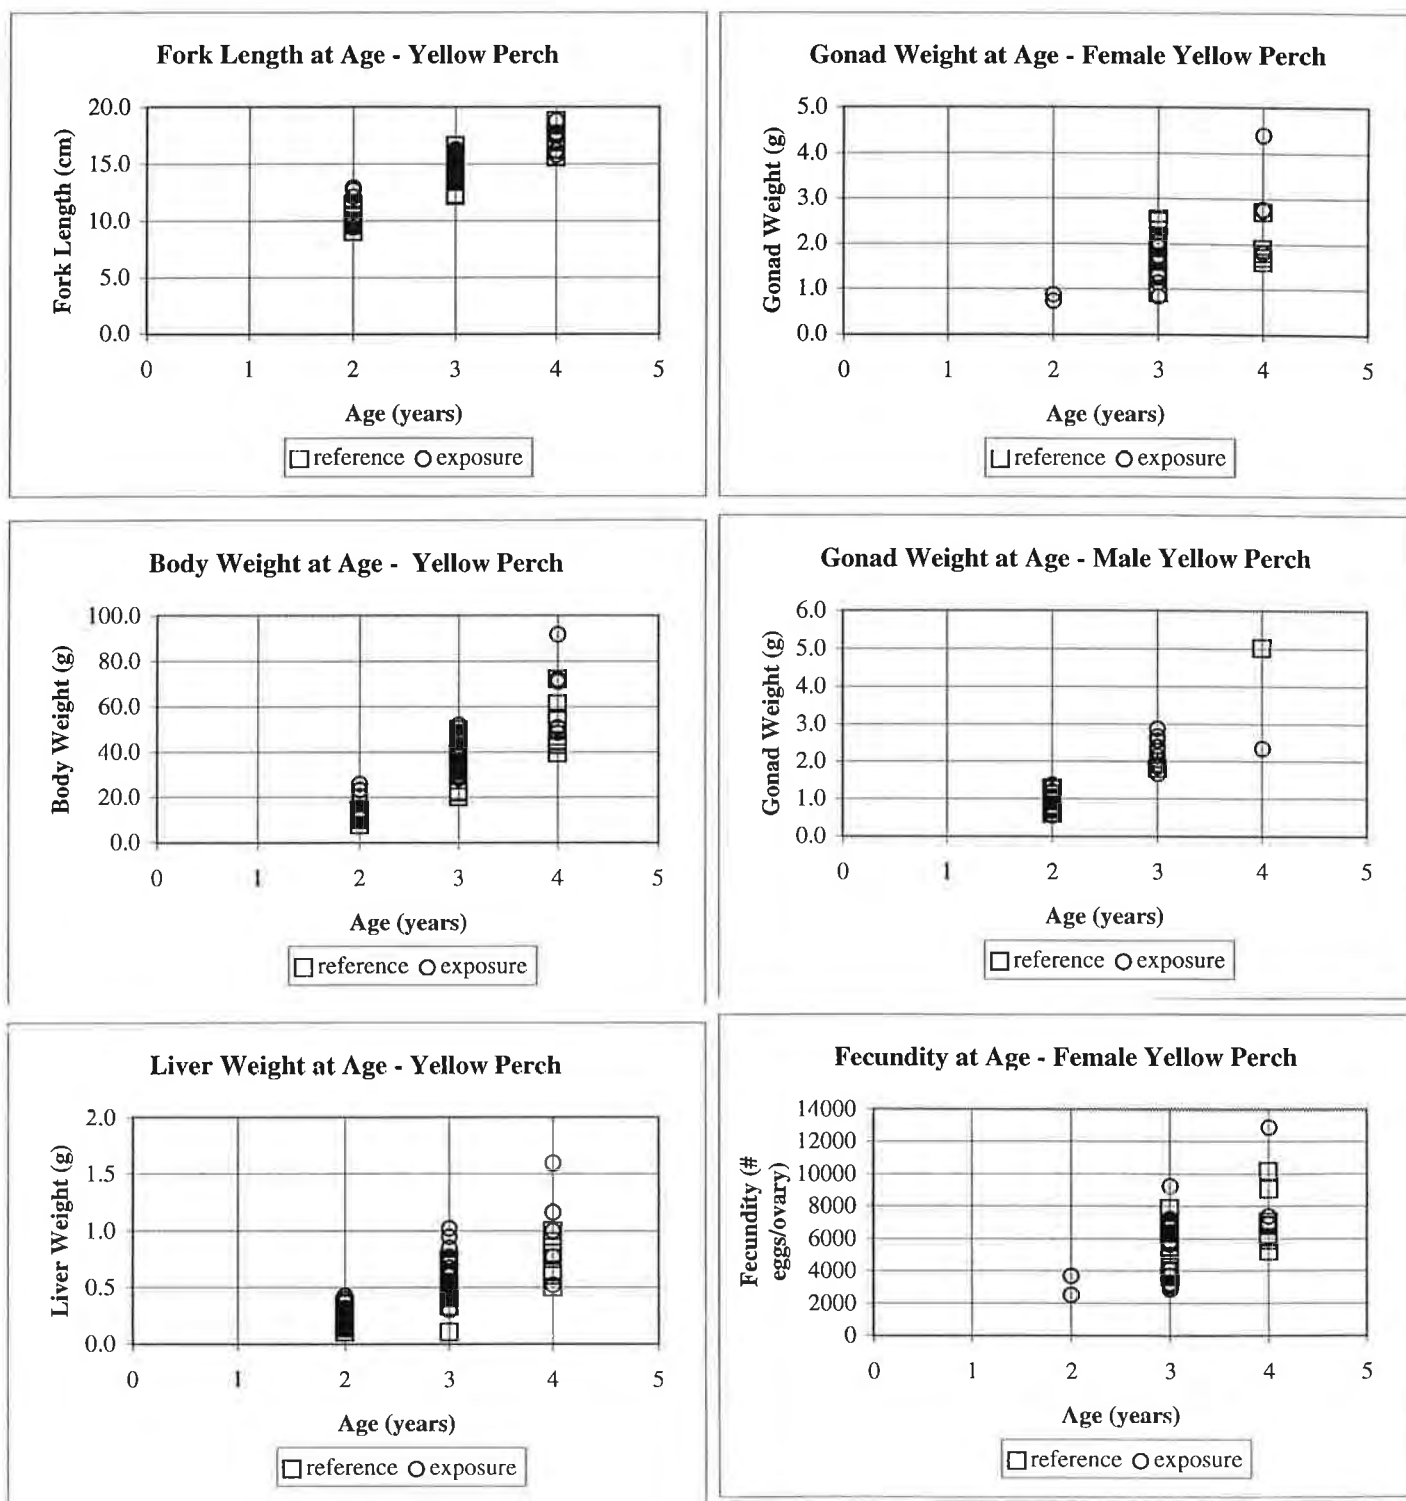 Fork Length at Age - Yellow Perch
20.0
15.0
10.0
5.0
0.0
Fork Length (cm)
0 1 2 3 4 5
Age (years)
reference exposure
Gonad Weight at Age - Female Yellow Perch
5.0
4.0
3.0
2.0
1.0
0.0
Gonad Weight (g)
0 1 2 3 4 5
Age (years)
reference exposure
Body Weight at Age - Yellow Perch
100.0
80.0
60.0
40.0
20.0
0.0
Body Weight (g)
0 1 2 3 4 5
Age (years)
reference exposure
Gonad Weight at Age - Male Yellow Perch
6.0
5.0
4.0
3.0
2.0
1.0
0.0
Gonad Weight (g)
0 1 2 3 4 5
Age (years)
reference exposure
Liver Weight at Age - Yellow Perch
2.0
1.5
1.0
0.5
0.0
Liver Weight (g)
0 1 2 3 4 5
Age (years)
reference exposure
Fecundity at Age - Female Yellow Perch
14000
12000
10000
8000
6000
4000
2000
0
Fecundity (#
eggs/ovary)
0 1 2 3 4 5
Age (years)
reference exposure